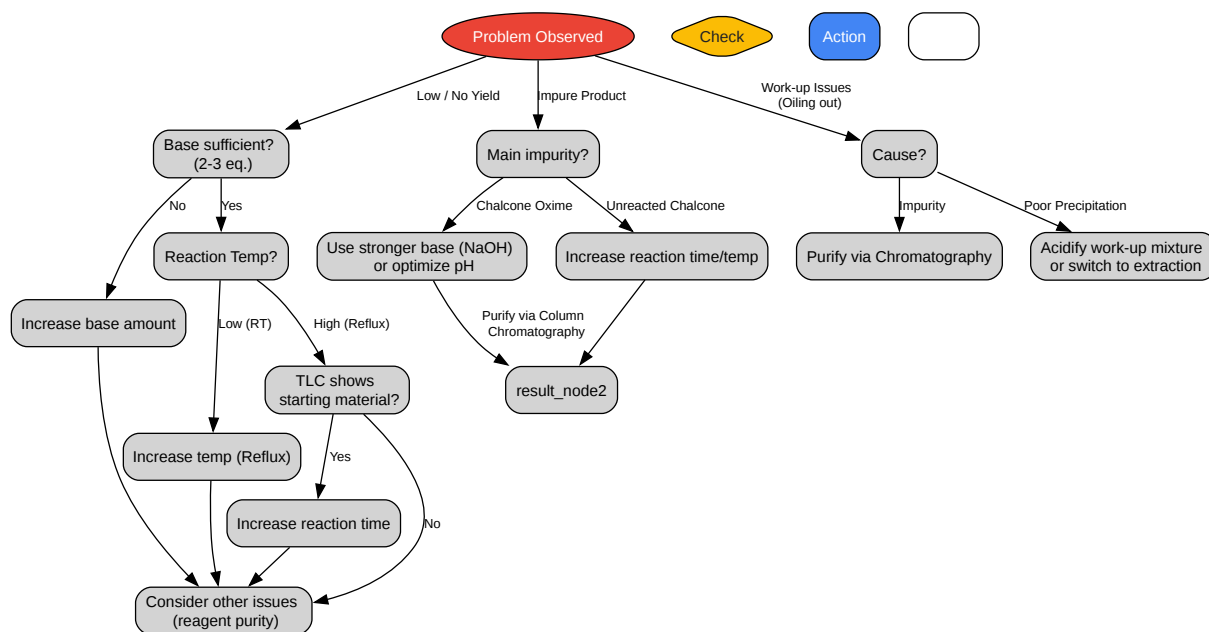 Problem Observed
Check
Action
Low / No Yield
Impure Product
Work-up Issues
(Oiling out)
Base sufficient?
(2-3 eq.)
Main impurity?
Cause?
No
Yes
Chalcone Oxime
Unreacted Chalcone
Impurity
Poor Precipitation
Reaction Temp?
Use stronger base (NaOH)
or optimize pH
Increase reaction time/temp
Purify via Chromatography
Acidify work-up mixture
or switch to extraction
Increase base amount
Low (RT)
High (Reflux)
Purify via Column
Chromatography
TLC shows
starting material?
result_node2
Increase temp (Reflux)
Yes
Increase reaction time
No
Consider other issues
(reagent purity)